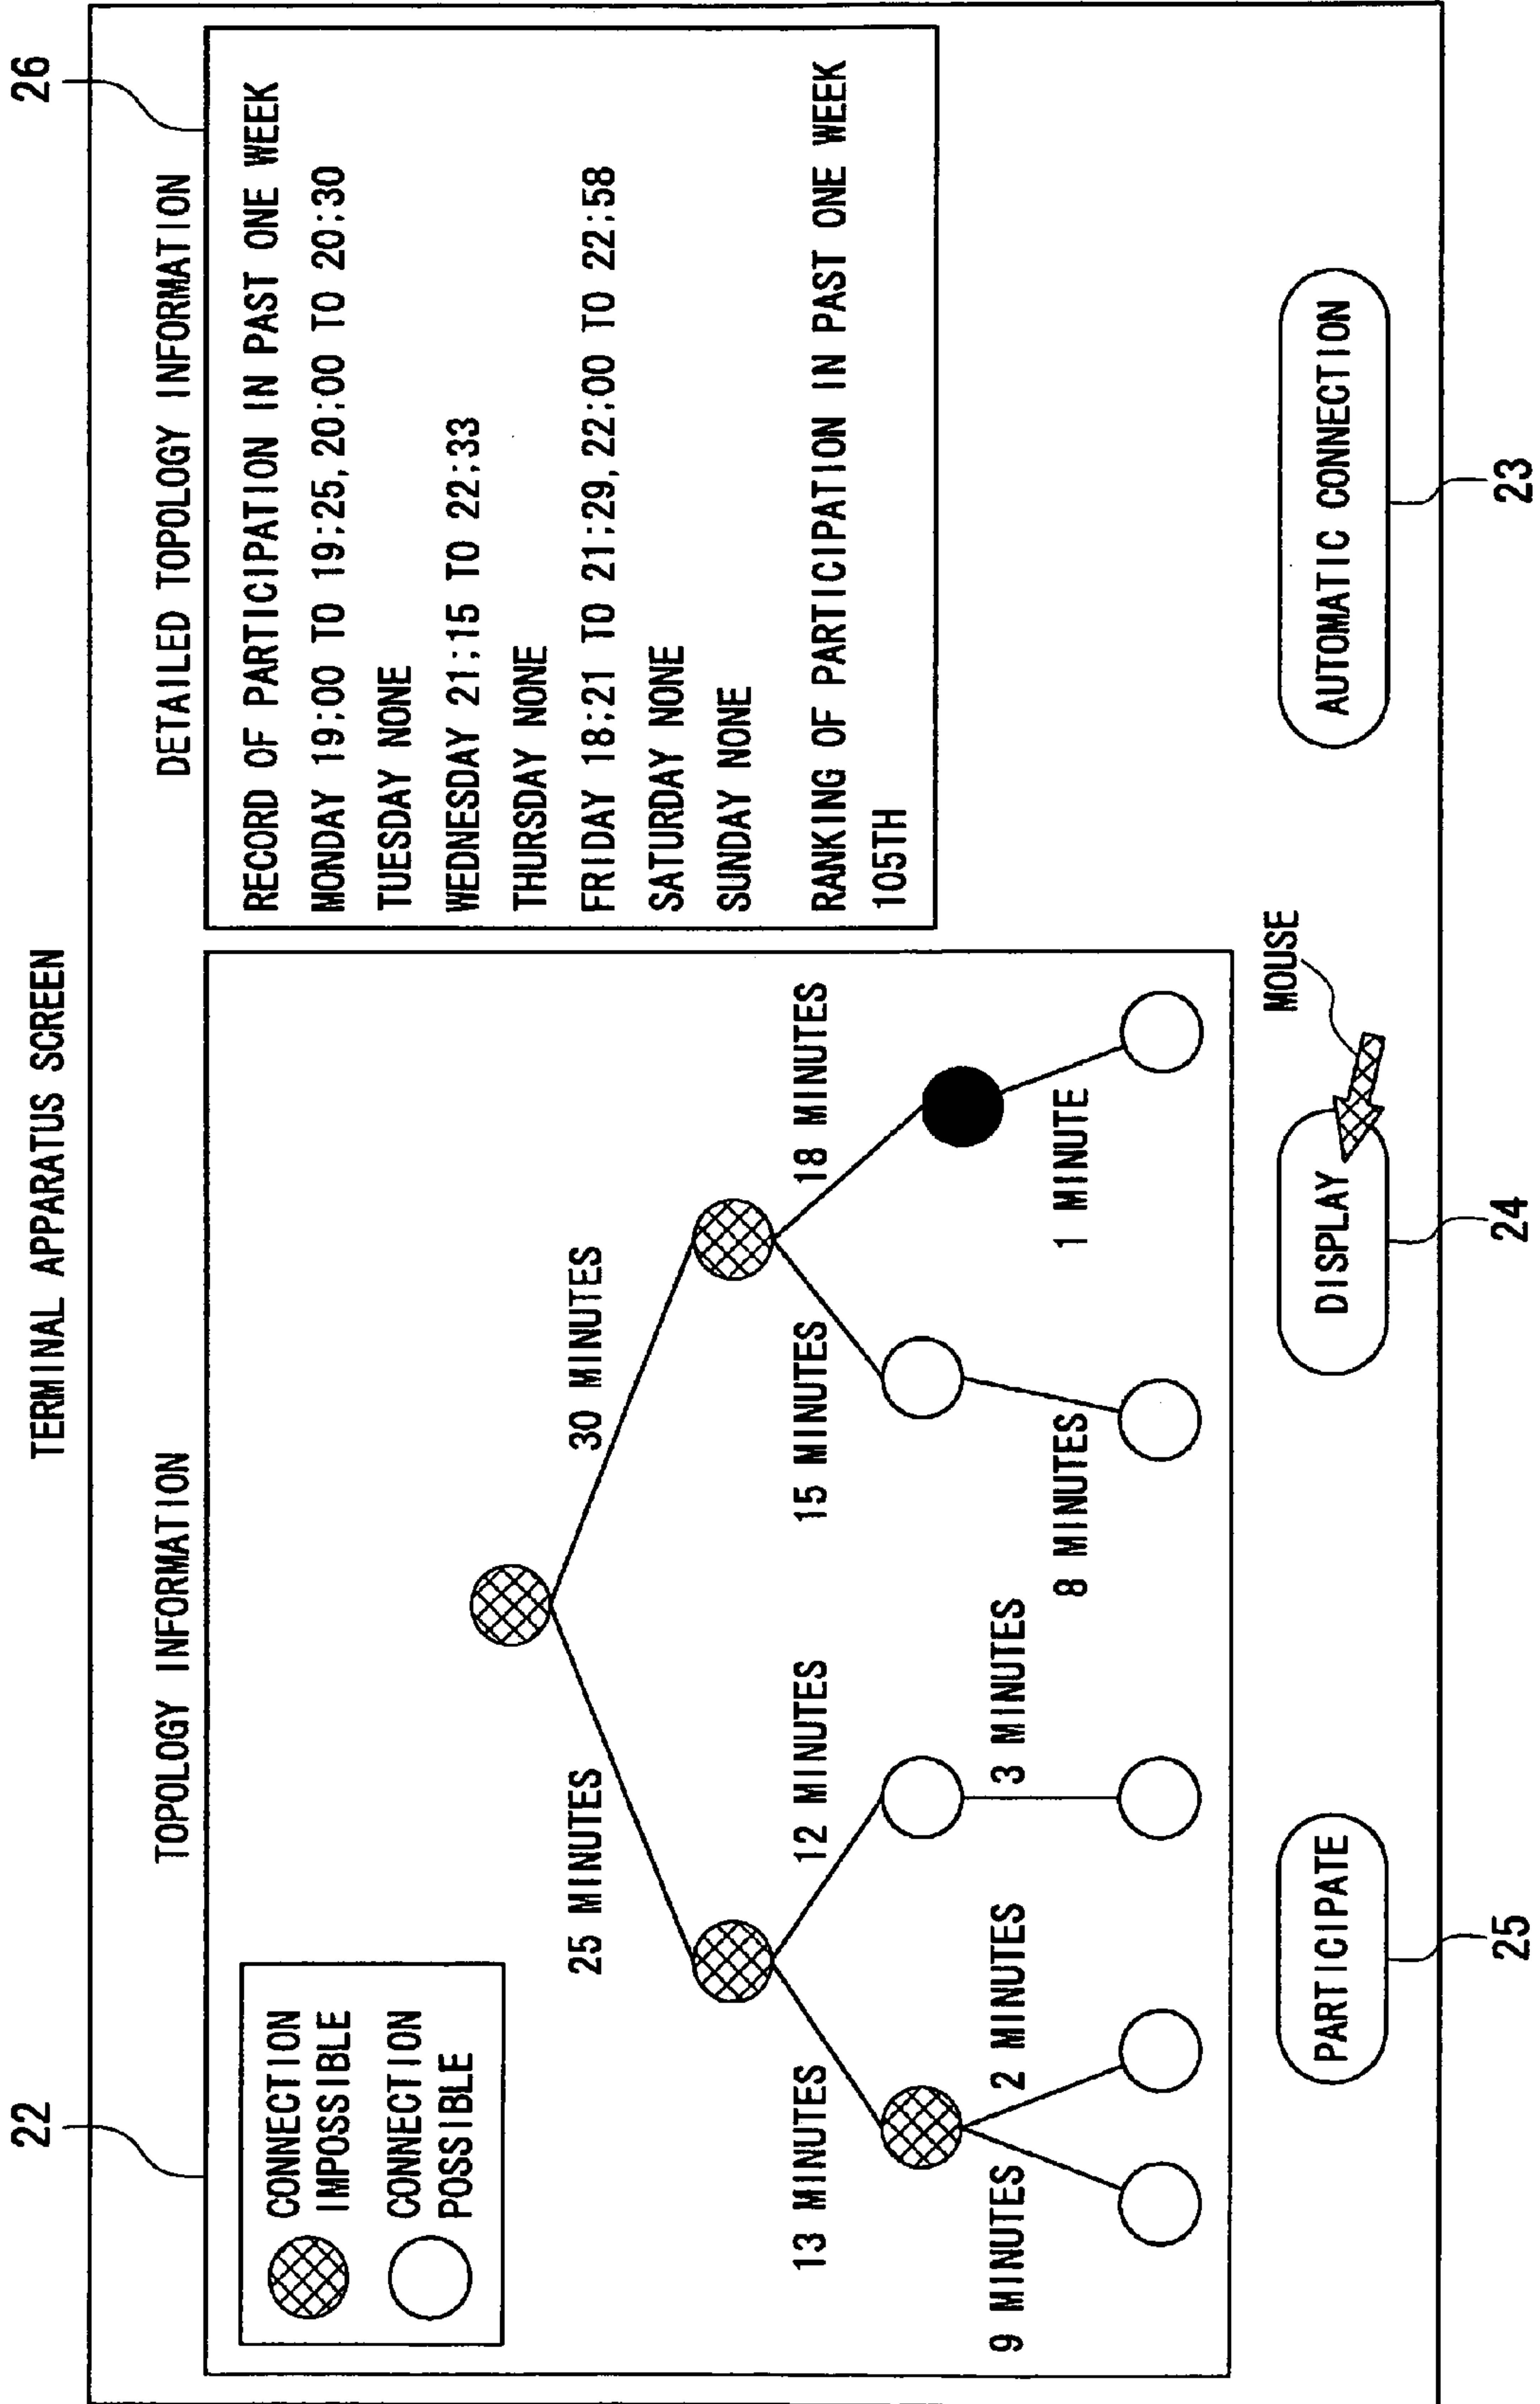 TERMINAL APPARATUS SCREEN
22
TOPOLOGY INFORMATION
CONNECTION
IMPOSSIBLE
CONNECTION
POSSIBLE
25 MINUTES
30 MINUTES
13 MINUTES
12 MINUTES
15 MINUTES
18 MINUTES
9 MINUTES
2 MINUTES
3 MINUTES
8 MINUTES
1 MINUTE
26
DETAILED TOPOLOGY INFORMATION
RECORD OF PARTICIPATION IN PAST ONE WEEK
MONDAY 19:00 TO 19:25, 20:00 TO 20:30
TUESDAY NONE
WEDNESDAY 21:15 TO 22:33
THURSDAY NONE
FRIDAY 18:21 TO 21:29, 22:00 TO 22:58
SATURDAY NONE
SUNDAY NONE
RANKING OF PARTICIPATION IN PAST ONE WEEK
105TH
MOUSE
PARTICIPATE
DISPLAY
AUTOMATIC CONNECTION
25
24
23